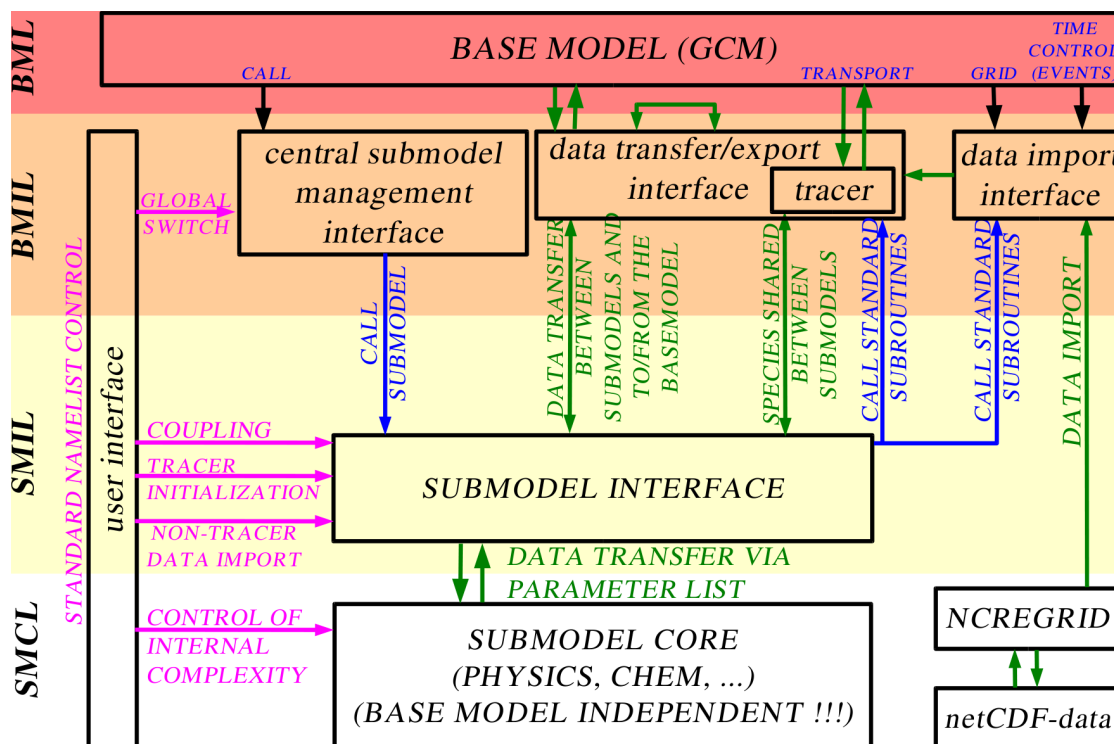 BML
BASE MODEL (GCM)
CALL
TRANSPORT
GRID
TIME
CONTROL
(EVENTS)
BMIL
central submodel
management
interface
data transfer/export
interface
tracer
data import
interface
GLOBAL
SWITCH
STANDARD NAMELIST CONTROL
user interface
CALL
SUBMODEL
DATA TRANSFER
BETWEEN
SUBMODELS AND
TO/FROM THE
BASEMODEL
SPECIES SHARED
BETWEEN
SUBMODELS
CALL STANDARD
SUBROUTINES
CALL STANDARD
SUBROUTINES
DATA IMPORT
SMIL
COUPLING
TRACER
INITIALIZATION
NON-TRACER
DATA IMPORT
SUBMODEL INTERFACE
DATA TRANSFER VIA
PARAMETER LIST
SMCL
CONTROL OF
INTERNAL
COMPLEXITY
SUBMODEL CORE
(PHYSICS, CHEM, ...)
(BASE MODEL INDEPENDENT !!!)
NCREGRID
netCDF-data